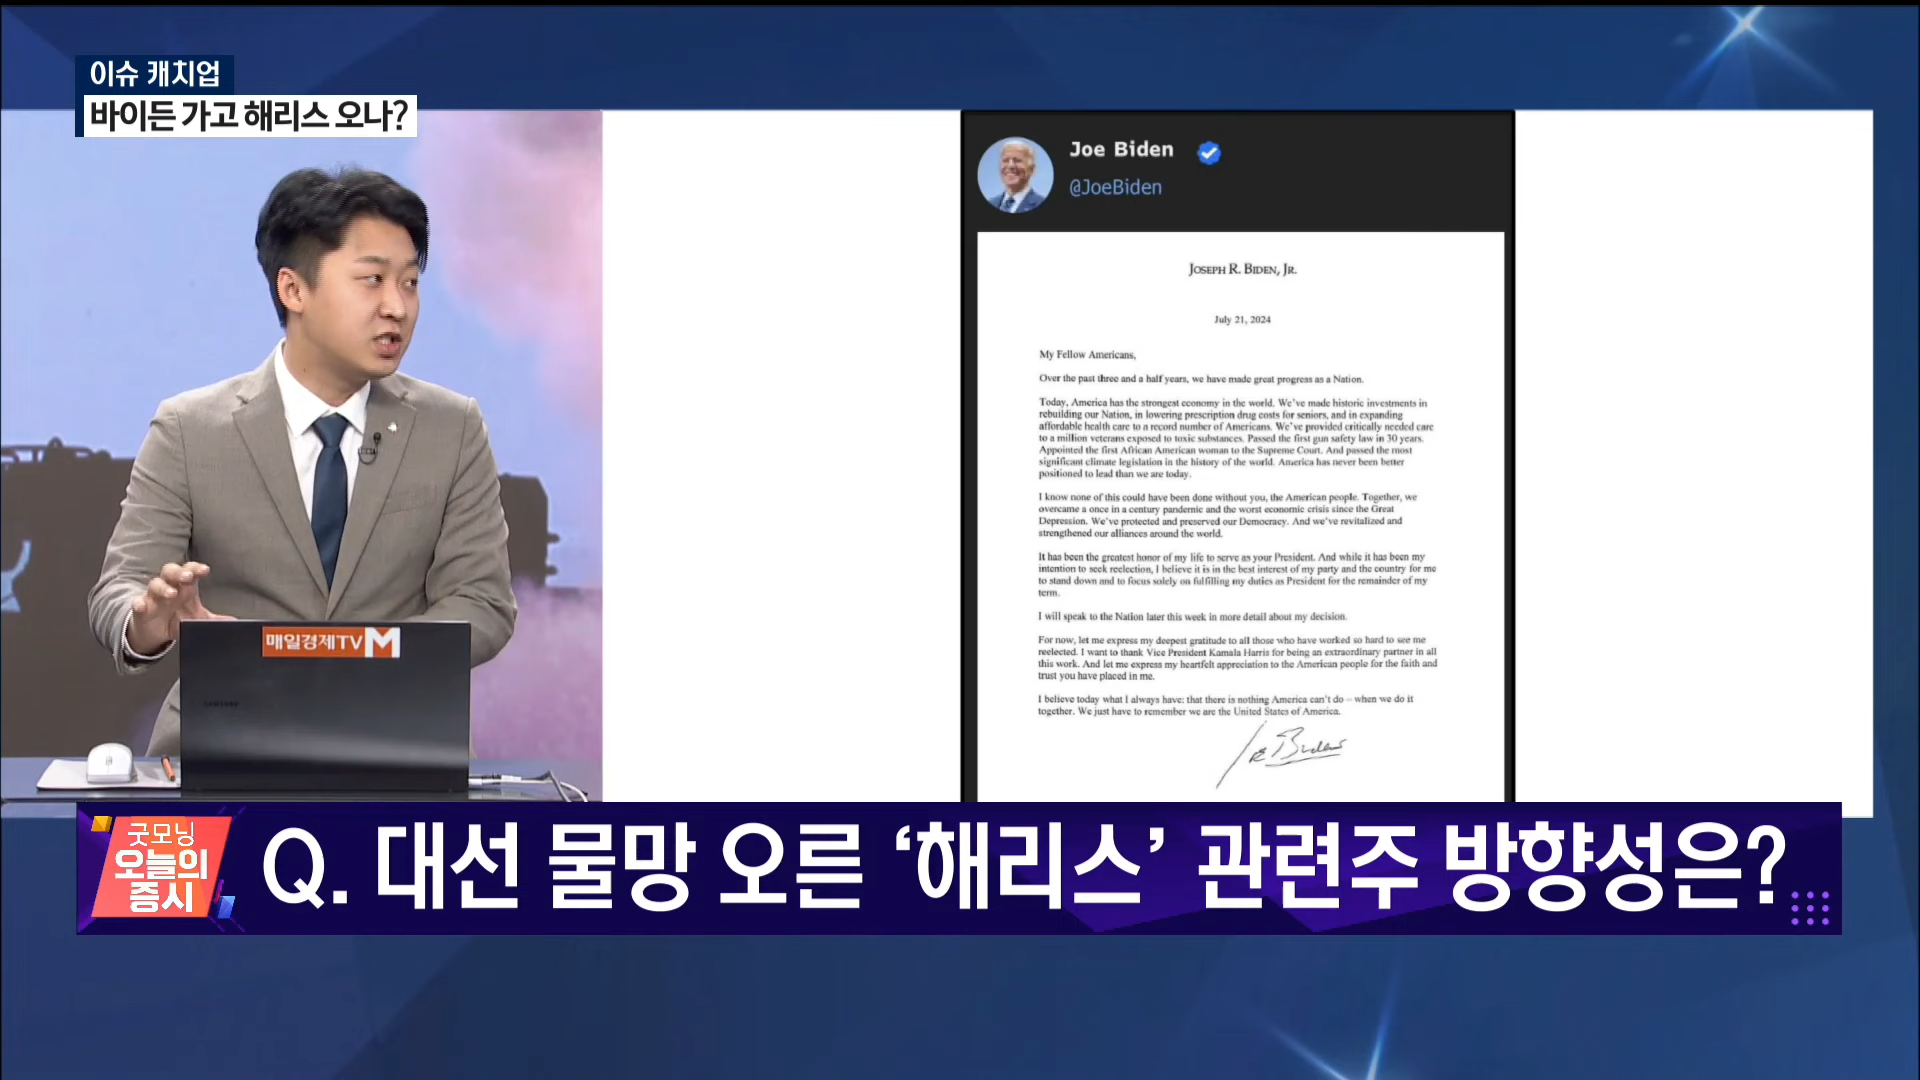 이슈 캐치업
바이든 가고 해리스 오나?
Joe Biden
@JoeBiden
JOSEPH R. BIDEN, JR.
July 21, 2024
My Fellow Americans,
Over the past three and a half years, we have made great progress as a Nation.
Today, America has the strongest economy in the world. We've made historic investments in
rebuilding our Nation, in lowering prescription drug costs for seniors, and in expanding
affordable health care to a record number of Americans. We've provided critically needed care
to a million veterans exposed to toxic substances. Passed the first gun safety law in 30 years.
Appointed the first African American woman to the Supreme Court. And passed the most
significant climate legislation in the history of the world. America has never been better
positioned to lead than we are today.
I know none of this could have been done without you, the American people. Together, we
overcame a once in a century pandemic and the worst economic crisis since the Great
Depression. We've protected and preserved our Democracy. And we've revitalized and
strengthened our alliances around the world.
It has been the greatest honor of my life to serve as your President. And while it has been my
intention to seek reelection, I believe it is in the best interest of my party and the country for me
to stand down and to focus solely on fulfilling my duties as President for the remainder of my
term.
I will speak to the Nation later this week in more detail about my decision.
For now, let me express my deepest gratitude to all those who have worked so hard to see me
reelected. I want to thank Vice President Kamala Harris for being an extraordinary partner in all
this work. And let me express my heartfelt appreciation to the American people for the faith and
trust you have placed in me.
I believe today what I always have: that there is nothing America can't do – when we do it
together. We just have to remember we are the United States of America.
Joe Biden
매일경제TV M
SAMSUNG
굿모닝
오늘의
증시
Q. 대선 물망 오른 ‘해리스’ 관련주 방향성은?